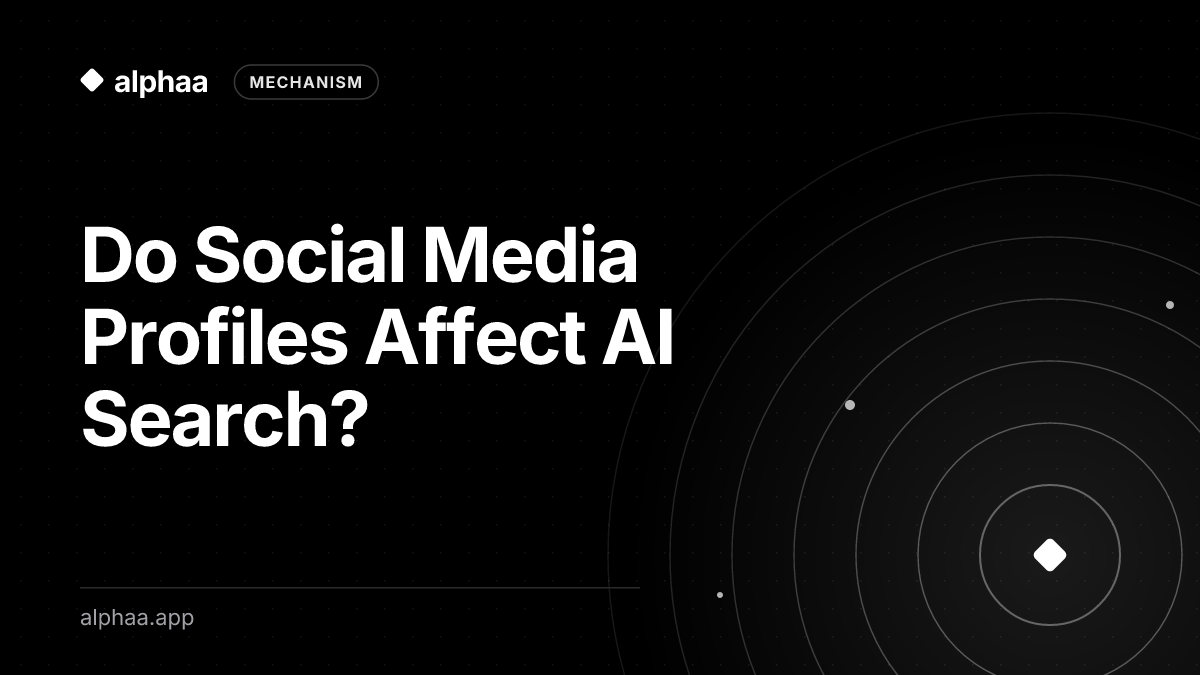 alphaa MECHANISM
Do Social Media
Profiles Affect AI
Search?
alphaa.app